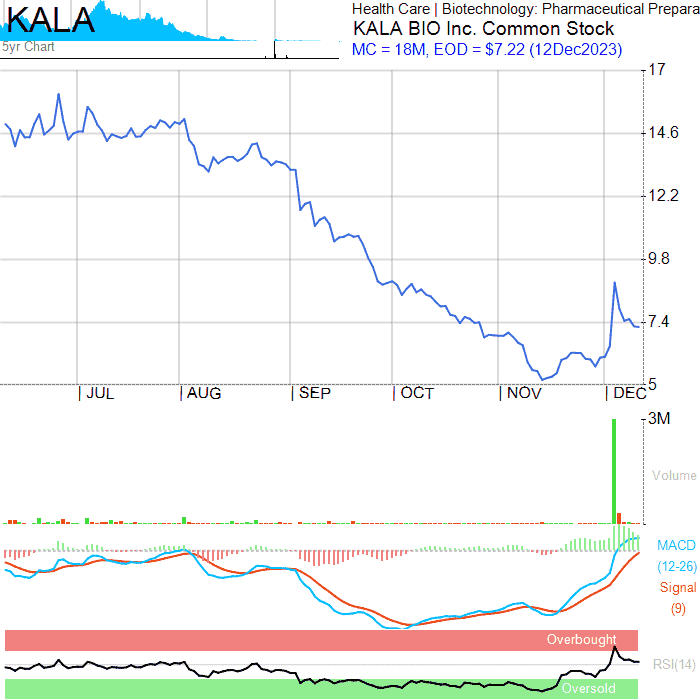 KALA
5yr Chart
Health Care | Biotechnology: Pharmaceutical Prepara
KALA BIO Inc. Common Stock
MC = 18M, EOD = $7.22 (12Dec2023)
17
14.6
12.2
9.8
7.4
5
| JUL | AUG | SEP | OCT | NOV | DEC
3M
Volume
MACD
(12-26)
Signal
(9)
Overbought
RSI(14)
Oversold